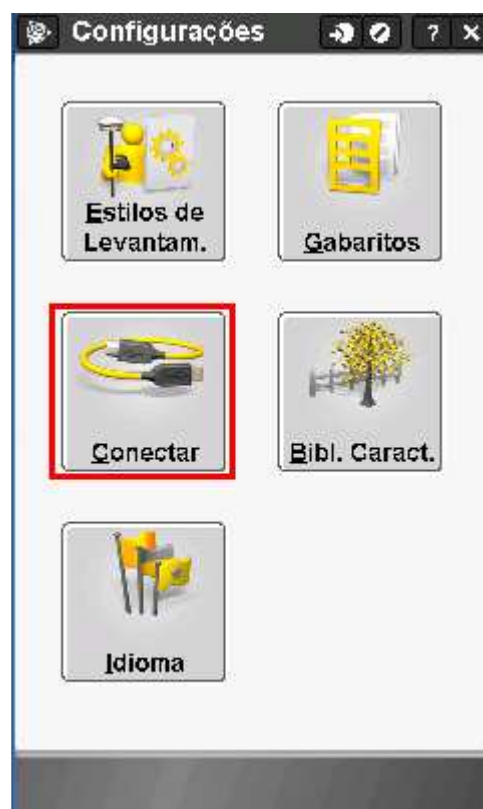 Configurações
?
X
Estilos de
Levantam.
Gabaritos
Conectar
Bibl. Caract.
Idioma